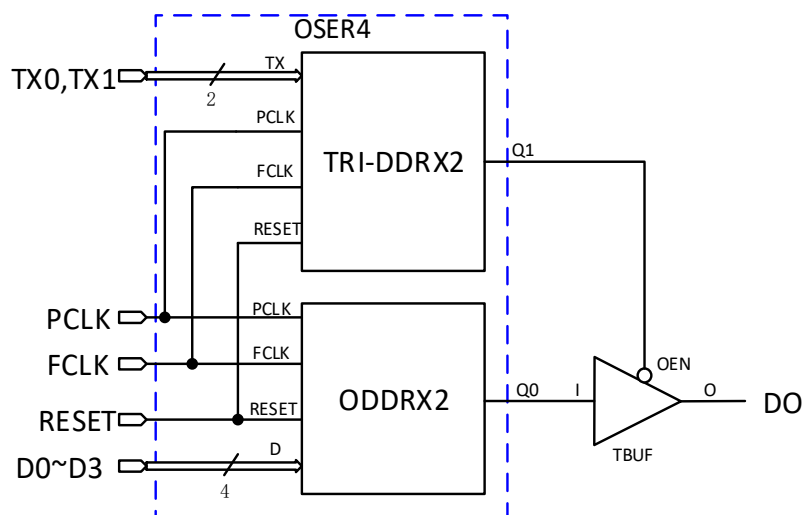 OSER4
TX0,TX1
2
TX
PCLK
FCLK
RESET
TRI-DDRX2
Q1
PCLK
FCLK
RESET
D0~D3
4
PCLK
FCLK
RESET
D
ODDRX2
Q0
I
OEN
TBUF
O
DO